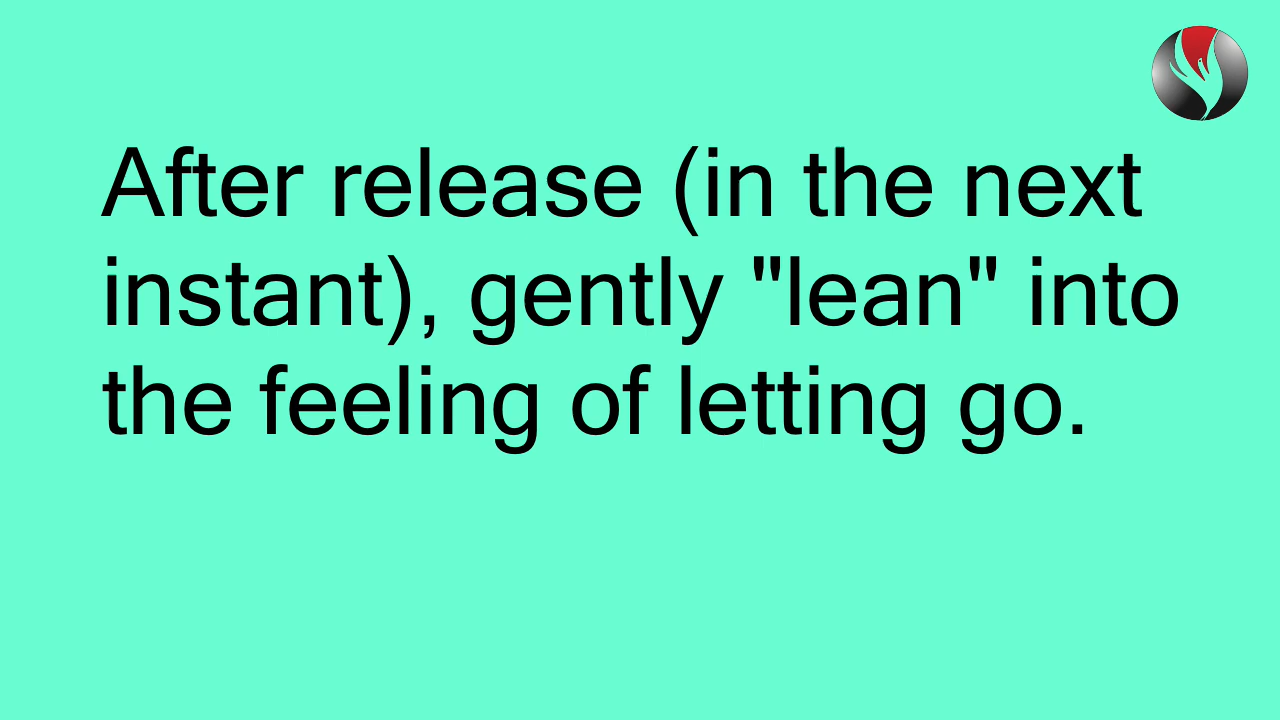 After release (in the next
instant), gently "lean" into
the feeling of letting go.